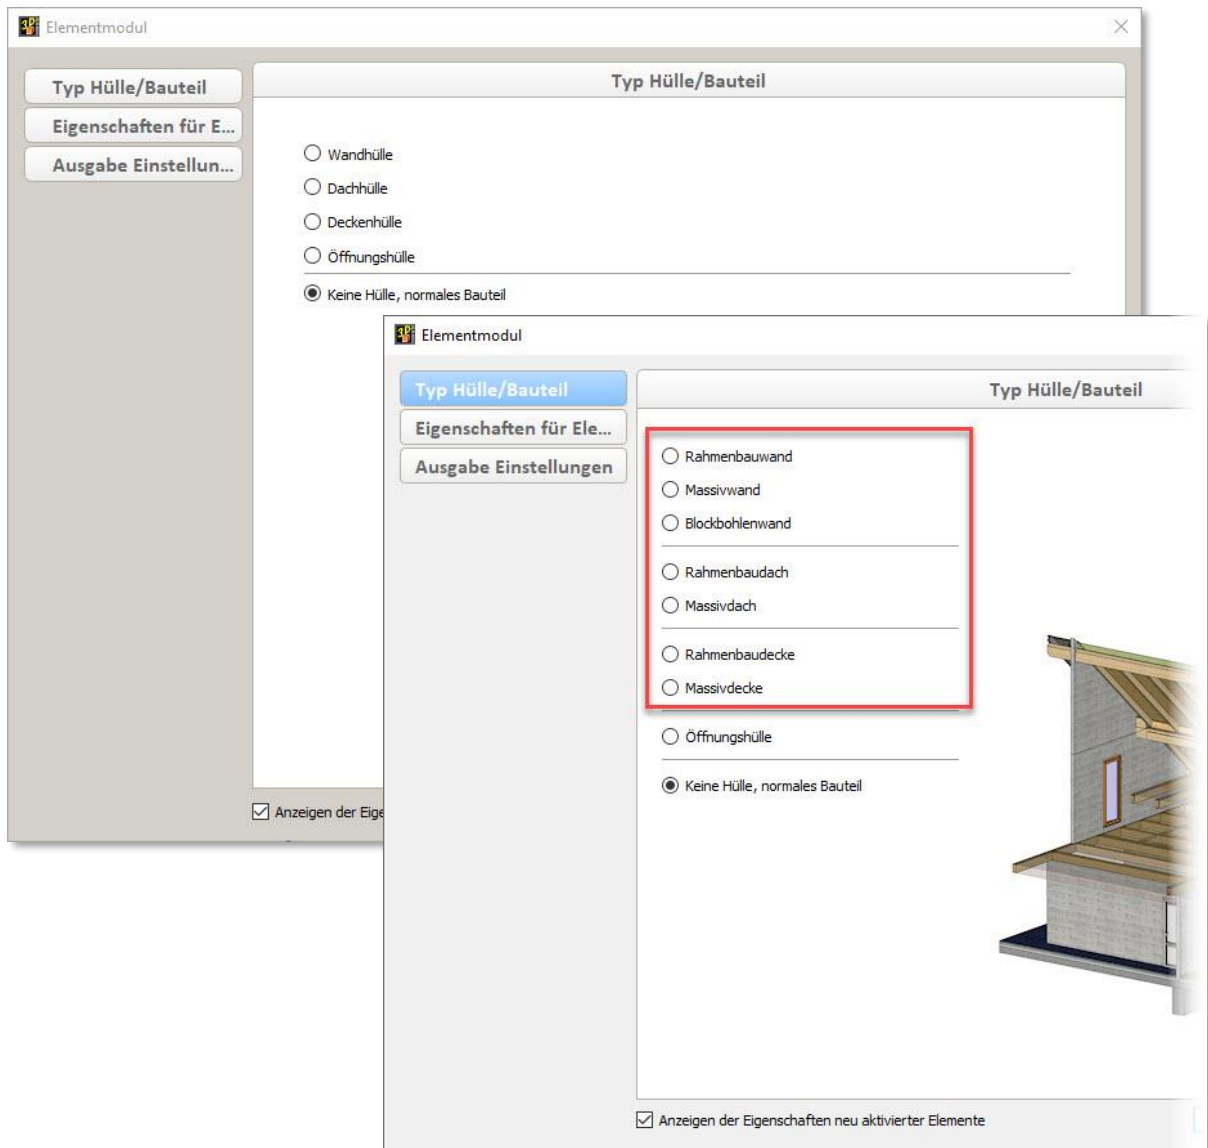 Elementmodul
Typ Hülle/Bauteil
Eigenschaften für E...
Ausgabe Einstellun...
Typ Hülle/Bauteil
Wandhülle
Dachhülle
Deckenhülle
Öffnungshülle
Keine Hülle, normales Bauteil
Anzeigen der Eige
Elementmodul
Typ Hülle/Bauteil
Eigenschaften für Ele...
Ausgabe Einstellungen
Typ Hülle/Bauteil
Rahmenbauwand
Massivwand
Blockbohlenwand
Rahmenbaudach
Massivdach
Rahmenbaudecke
Massivdecke
Öffnungshülle
Keine Hülle, normales Bauteil
Anzeigen der Eigenschaften neu aktivierter Elemente